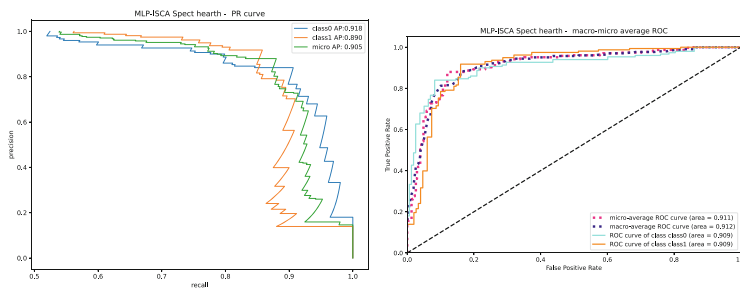 MLP-İSCA Spect hearth - PR curve
class0 AP:0.918
class1 AP:0.890
micro AP: 0.905
precision
1.0
0.8
0.6
0.4
0.2
0.0
0.5
0.6
0.7
0.8
0.9
1.0
recall
MLP-İSCA Spect hearth - macro-micro average ROC
True Positive Rate
1.0
0.8
0.6
0.4
0.2
0.0
micro-average ROC curve (area = 0.911)
macro-average ROC curve (area = 0.912)
ROC curve of class class0 (area = 0.909)
ROC curve of class class1 (area = 0.909)
0.0
0.2
0.4
0.6
0.8
False Positive Rate